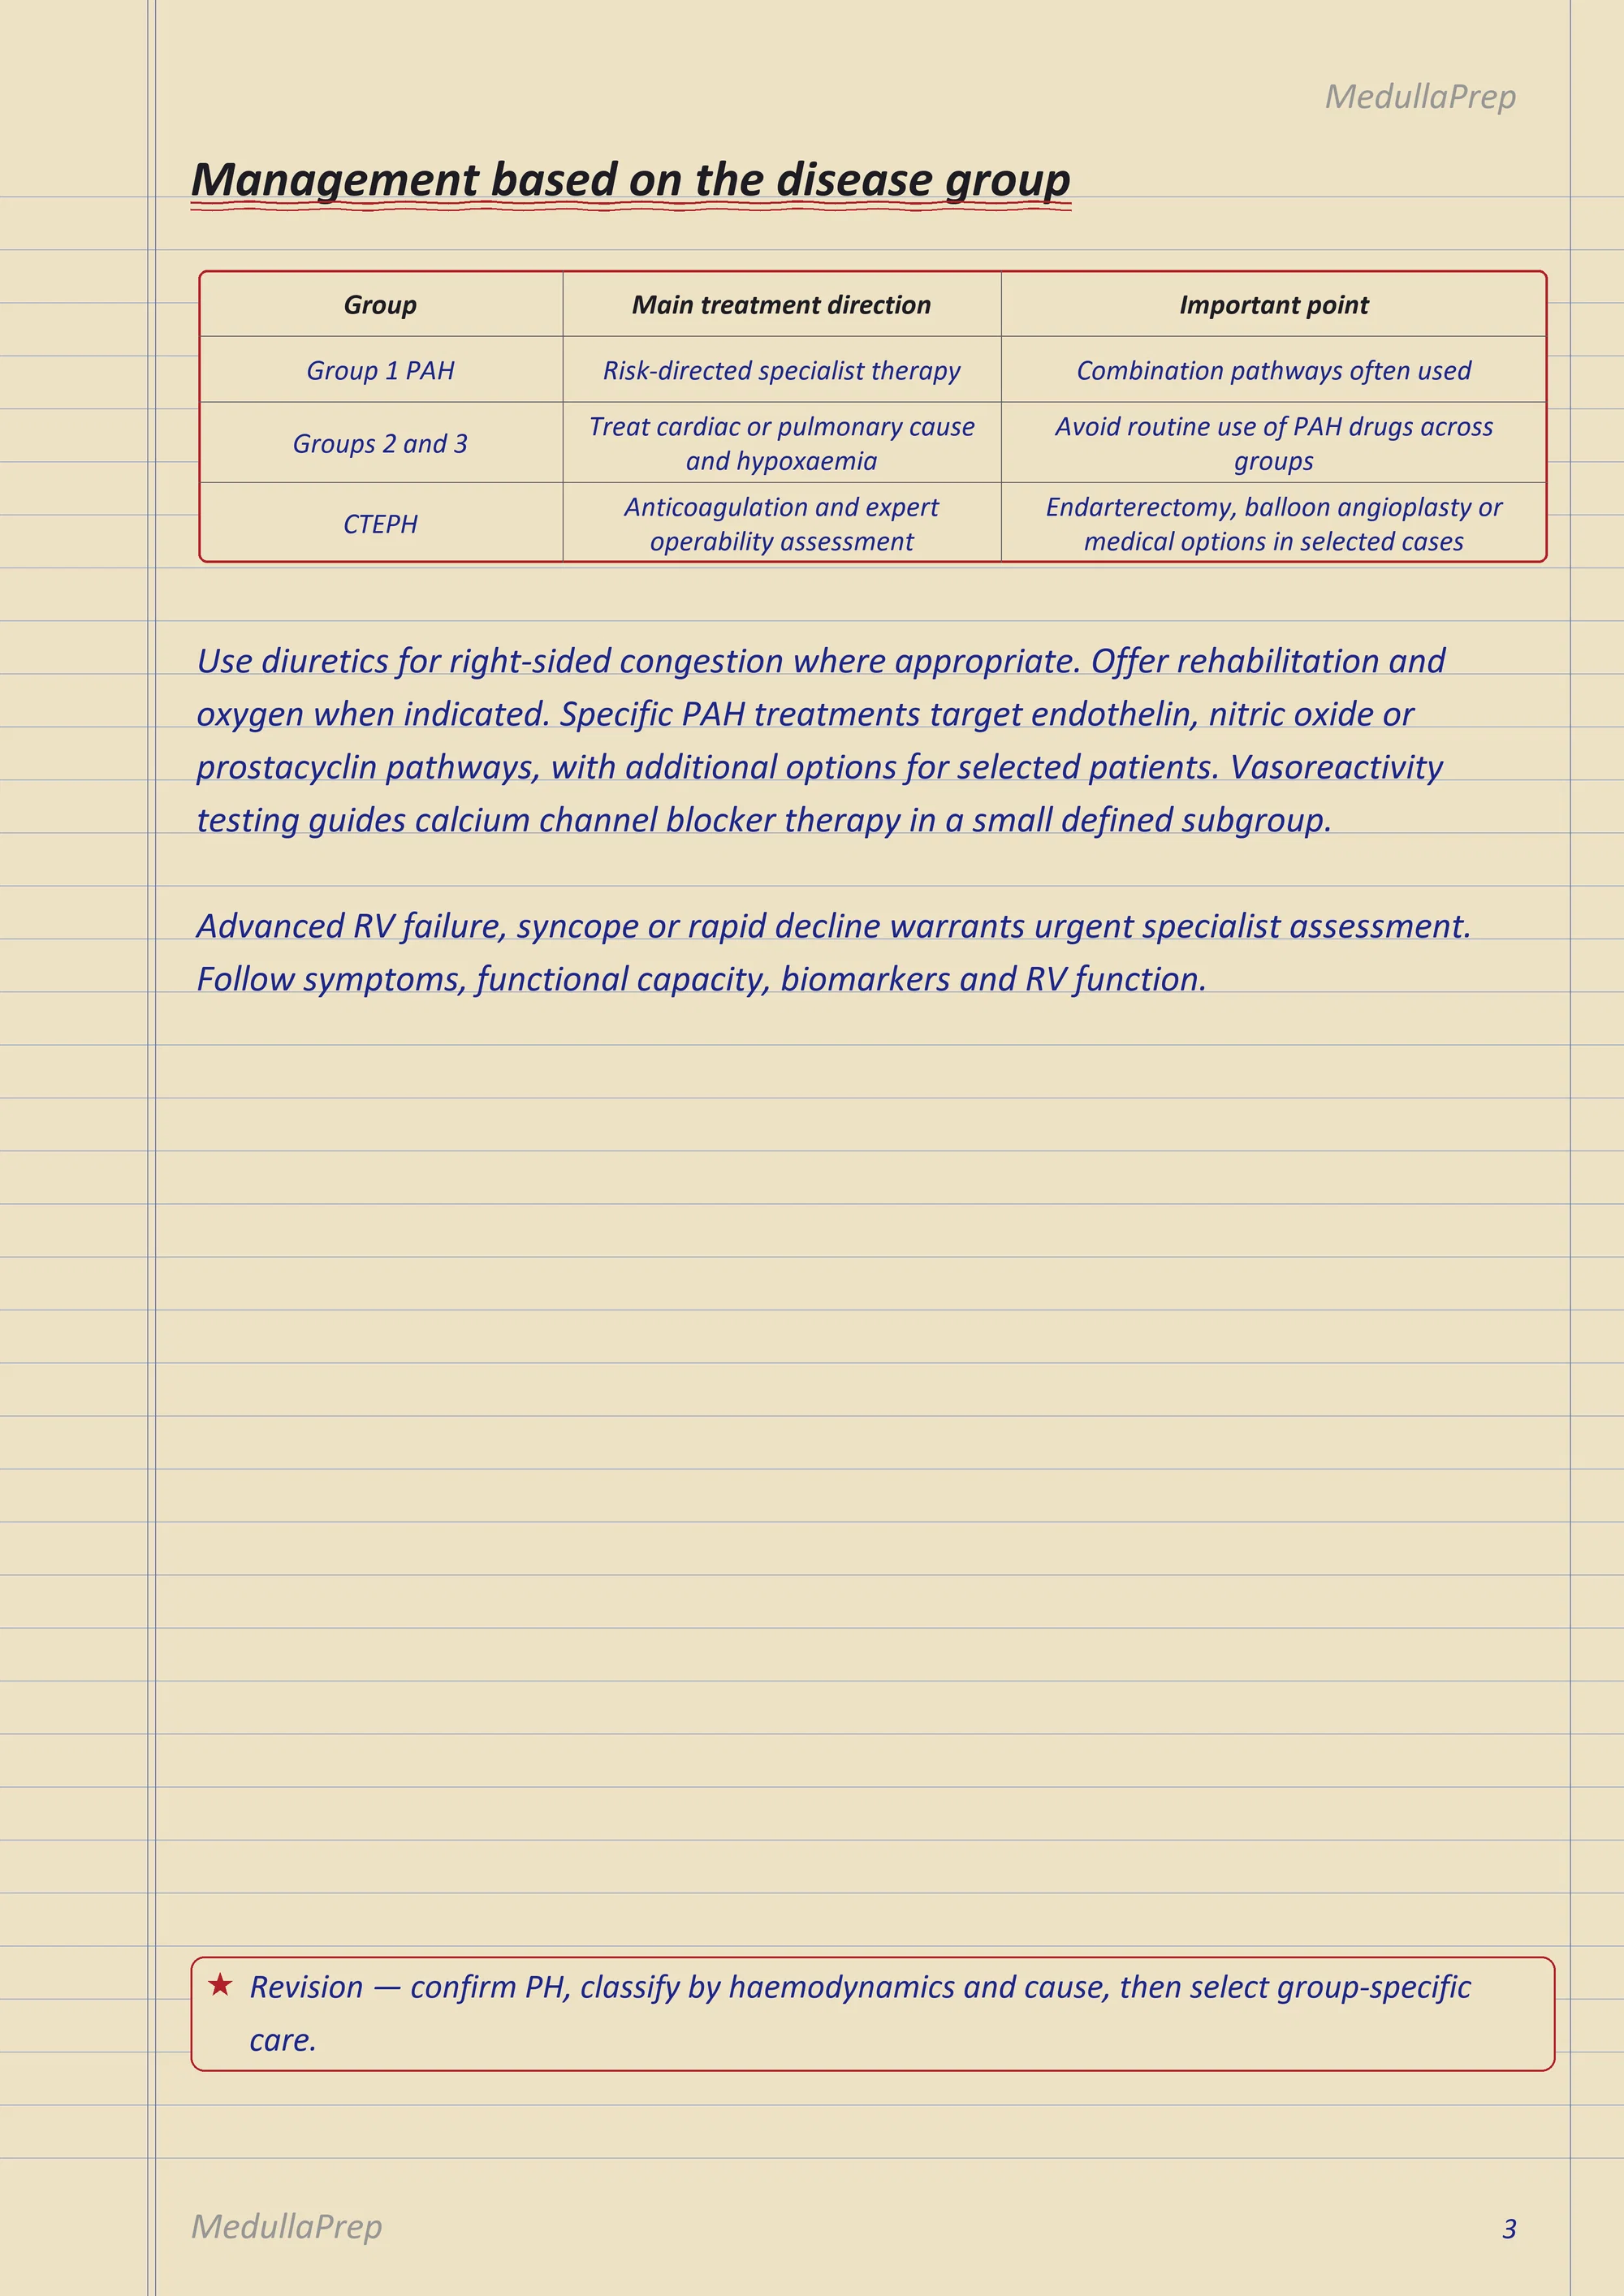 MedullaPrep
Management based on the disease group
Group Main treatment direction Important point
Group 1 PAH Risk-directed specialist therapy Combination pathways often used
Groups 2 and 3 Treat cardiac or pulmonary cause and hypoxaemia Avoid routine use of PAH drugs across groups
CTEPH Anticoagulation and expert operability assessment Endarterectomy, balloon angioplasty or medical options in selected cases
Use diuretics for right-sided congestion where appropriate. Offer rehabilitation and
oxygen when indicated. Specific PAH treatments target endothelin, nitric oxide or
prostacyclin pathways, with additional options for selected patients. Vasoreactivity
testing guides calcium channel blocker therapy in a small defined subgroup.
Advanced RV failure, syncope or rapid decline warrants urgent specialist assessment.
Follow symptoms, functional capacity, biomarkers and RV function.
★ Revision — confirm PH, classify by haemodynamics and cause, then select group-specific
care.
MedullaPrep 3